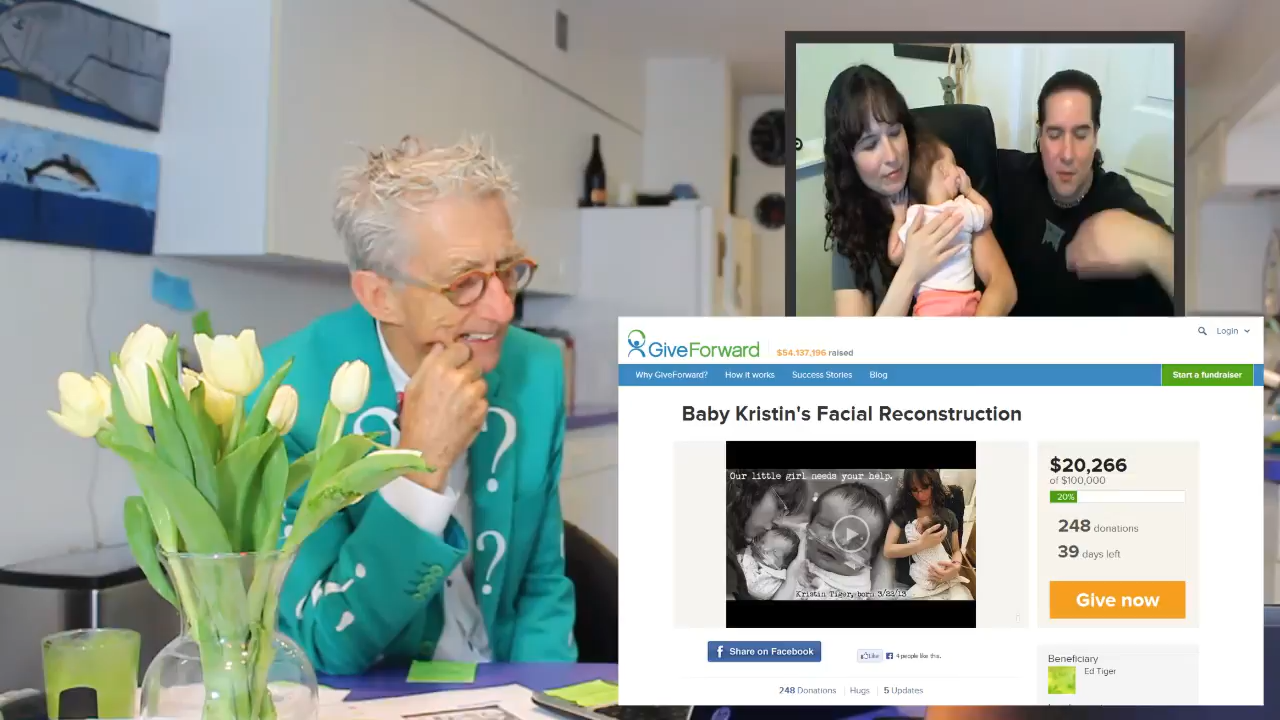 GiveForward
$54,137,196 raised
Login
Why GiveForward?
How it works
Success Stories
Blog
Start a fundraiser
Baby Kristin's Facial Reconstruction
Our little girl needs your help.
Kristin Tiger, born 3/22/13
$20,266
of $100,000
20%
248 donations
39 days left
Give now
f Share on Facebook
Like
4 people like this.
248 Donations
Hugs
5 Updates
Beneficiary
Ed Tiger
? ? ?